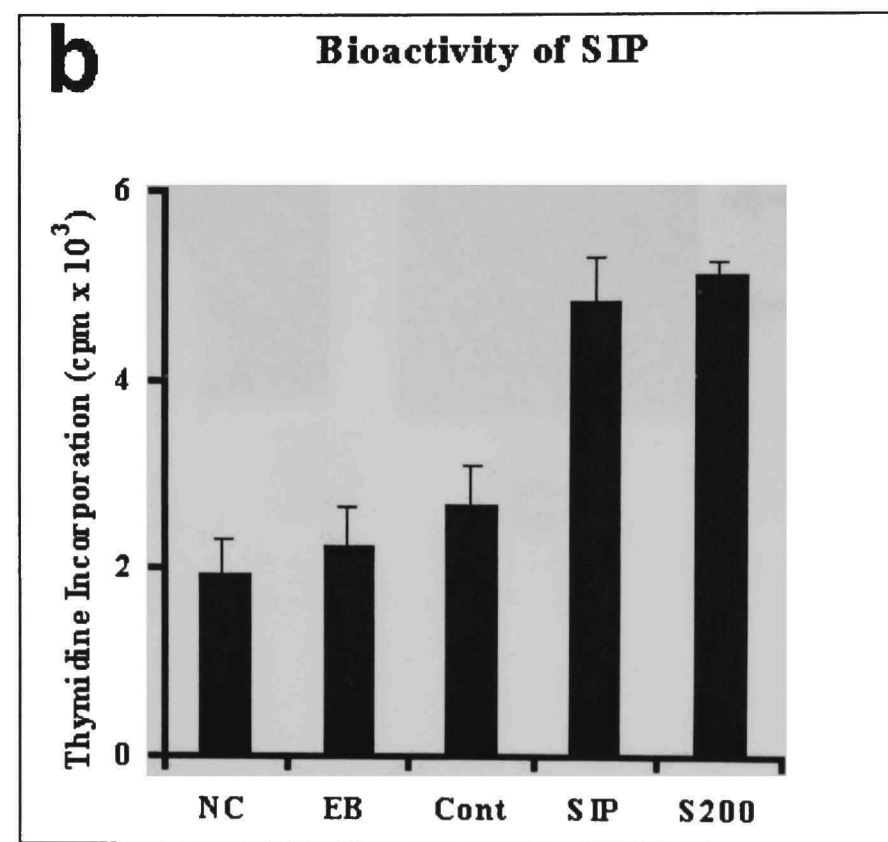 b
Bioactivity of SIP
Thymidine Incorporation (cpm x 10³)
6
4
2
0
NC EB Cont SIP S200